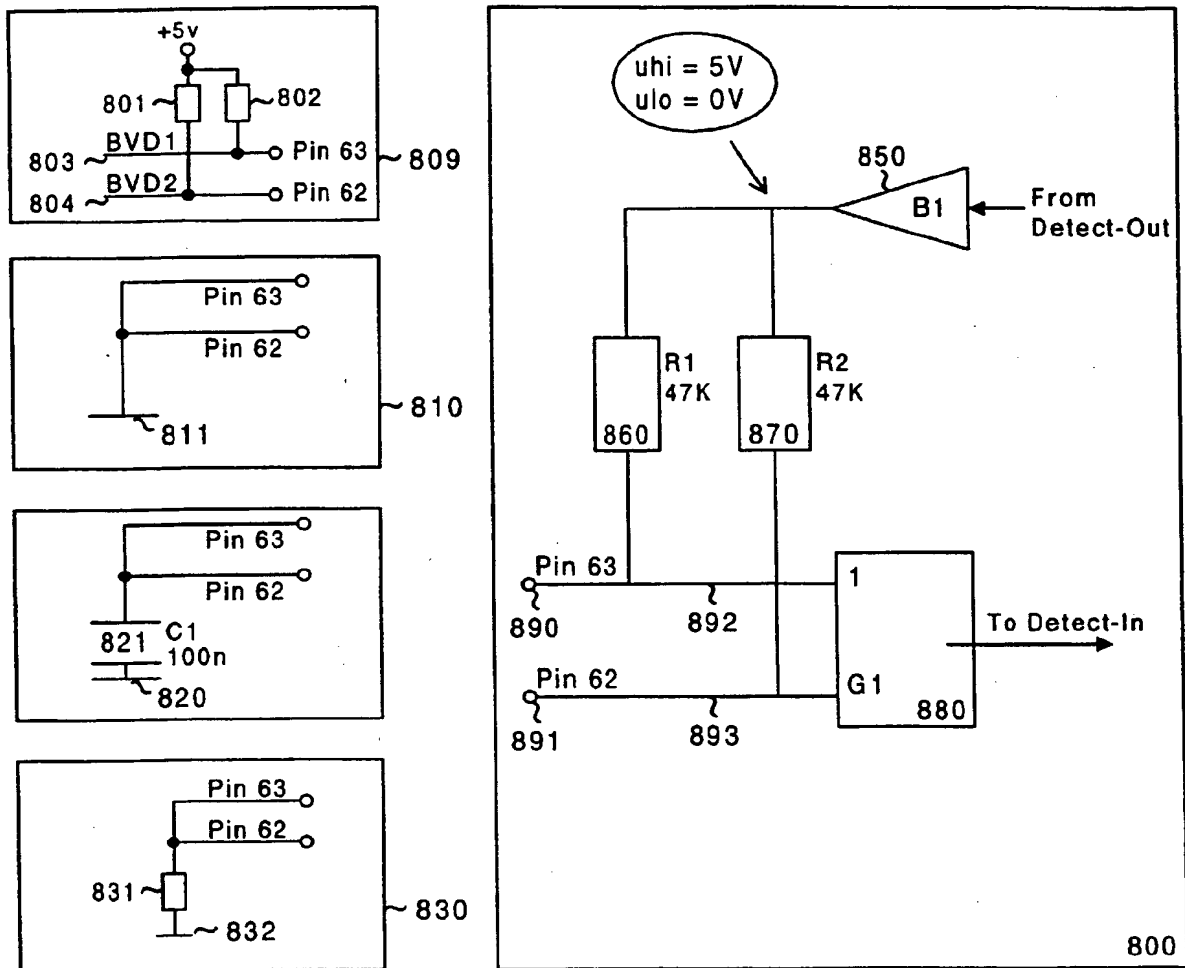 +5v
801
802
BVD1
803
Pin 63
809
BVD2
804
Pin 62
Pin 63
Pin 62
810
811
Pin 63
Pin 62
821
C1
100n
820
Pin 63
Pin 62
831
830
832
uhi = 5V
ulo = 0V
850
B1
From
Detect-Out
R1
47K
860
R2
47K
870
Pin 63
890
892
1
To Detect-In
Pin 62
891
893
G1
880
800